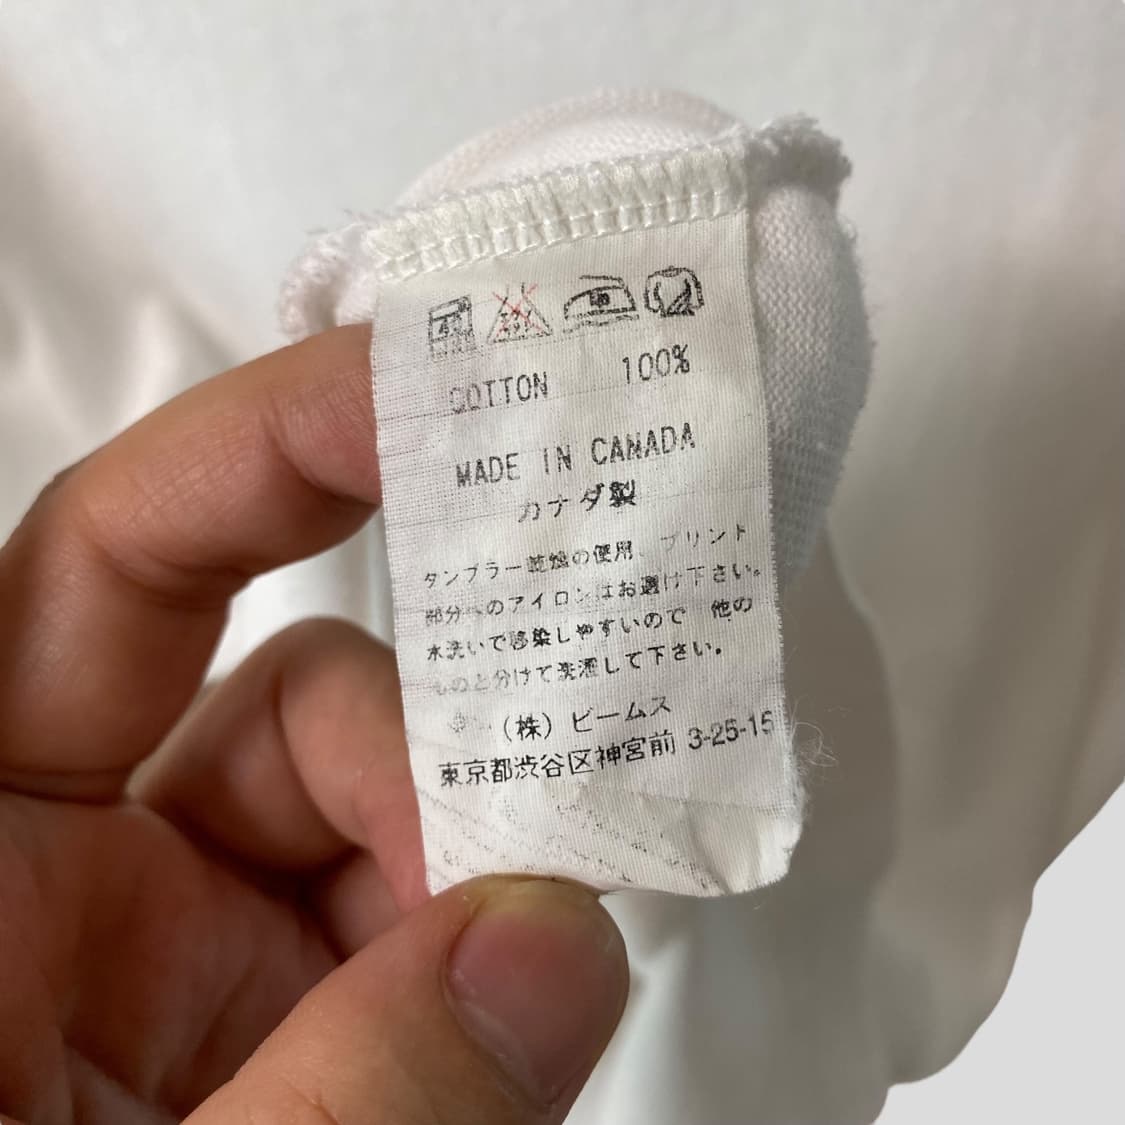 COTTON 100%
MADE IN CANADA
カナダ製
タンブラー乾燥の使用、プリント
部分へのアイロンはお避け下さい。
水洗いで移染しやすいので 他の
ものと分けて洗濯して下さい。
(株) ビームス
東京都渋谷区神宮前 3-25-15